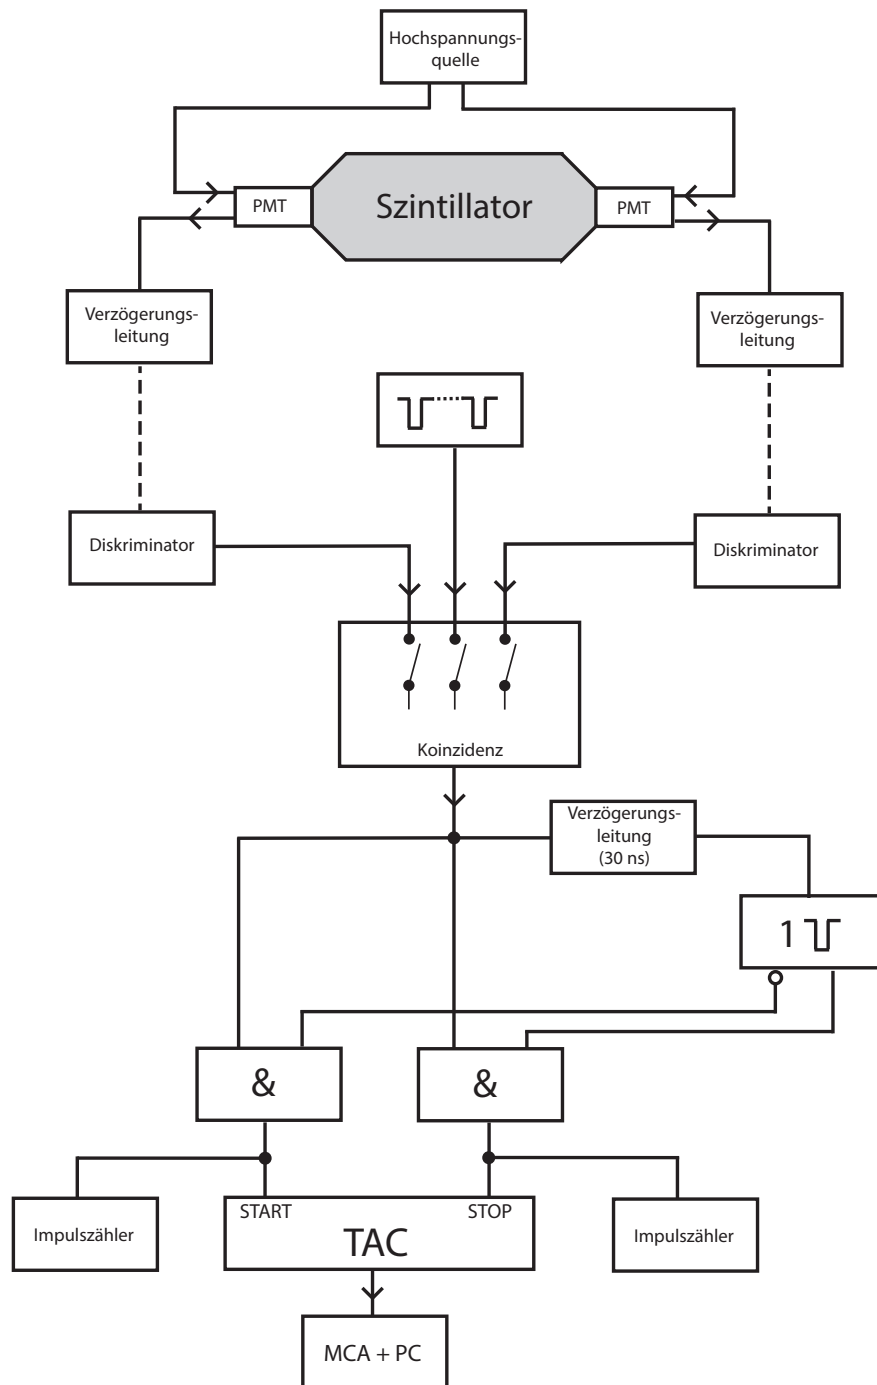 Hochspannungs-
quelle
PMT
Szintillator
PMT
Verzögerungs-
leitung
Verzögerungs-
leitung
Diskriminator
Diskriminator
Koinzidenz
Verzögerungs-
leitung
(30 ns)
1
&
&
START
STOP
Impulszähler
TAC
Impulszähler
MCA + PC